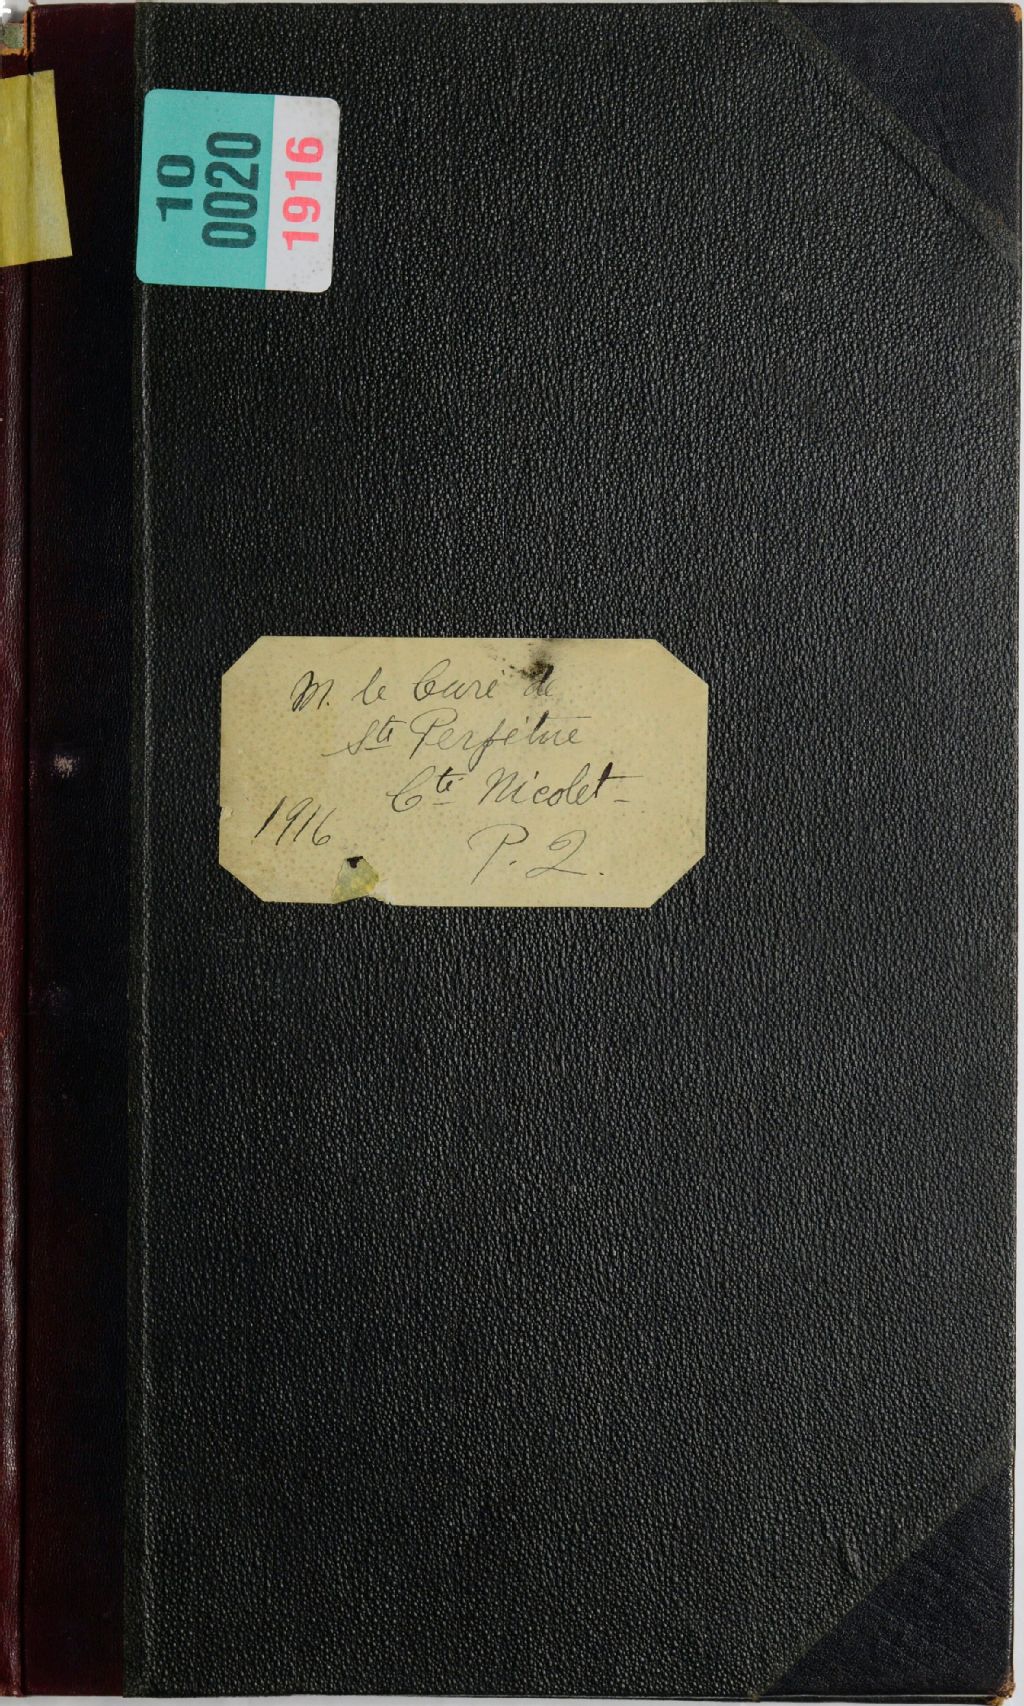 10
0020
1916
M. le Curé de
Ste Perpétue
Cté Nicolet
1916
P. Q.